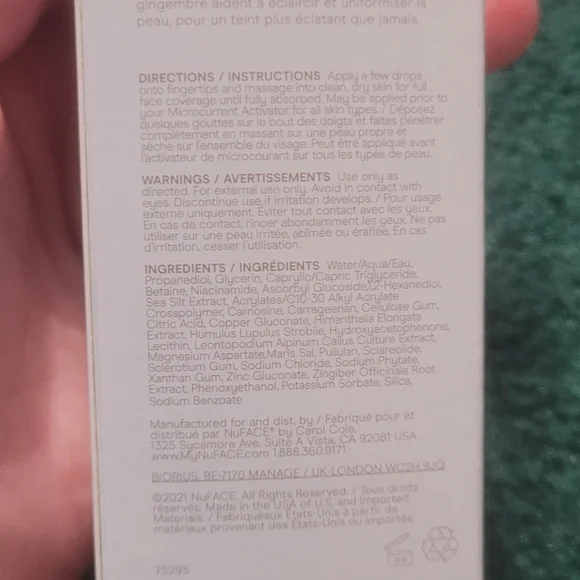 gingembre aident à éclaircir et uniformiser la
peau, pour un teint plus éclatant que jamais.
DIRECTIONS / INSTRUCTIONS Apply a few drops
onto fingertips and massage into clean, dry skin for full
face coverage until fully absorbed. May be applied prior to
your Microcurrent Activator for all skin types. / Déposez
quelques gouttes sur le bout des doigts et faites pénétrer
complètement en massant sur une peau propre et
sèche sur l'ensemble du visage. Peut être appliqué avant
l'activateur de microcourant sur tous les types de peau.
WARNINGS / AVERTISSEMENTS Use only as
directed. For external use only. Avoid in contact with
eyes. Discontinue use if irritation develops. / Pour usage
externe uniquement. Éviter tout contact avec les yeux.
En cas de contact, rincer abondamment les yeux. Ne pas
utiliser sur une peau irritée, abîmée ou éraflée. En cas
d'irritation, cesser l'utilisation.
INGREDIENTS / INGRÉDIENTS Water/Aqua/Eau,
Propanediol, Glycerin, Caprylic/Capric Triglyceride,
Betaine, Niacinamide, Ascorbyl Glucoside,1,2-Hexanediol,
Sea Silt Extract, Acrylates/C10-30 Alkyl Acrylate
Crosspolymer, Carnosine, Carrageenan, Cellulose Gum,
Citric Acid, Copper Gluconate, Himanthalia Elongata
Extract, Humulus Lupulus Strobile, Hydroxyacetophenone,
Lecithin, Leontopodium Alpinum Callus Culture Extract,
Magnesium Aspartate,Maris Sal, Pullulan, Sclareolide,
Sclerotium Gum, Sodium Chloride, Sodium Phytate,
Xanthan Gum, Zinc Gluconate, Zingiber Officinale Root
Extract, Phenoxyethanol, Potassium Sorbate, Silica,
Sodium Benzoate
Manufactured for and dist. by / Fabriqué pour et
distribué par NuFACE® by Carol Cole.
1325 Sycamore Ave. Suite A Vista, CA 92081 USA
www.MyNuFACE.com 1.888.360.9171
BIORIUS, BE-7170 MANAGE / UK-LONDON WC2H 9JQ
©2021 NuFACE. All Rights Reserved. / Tous droits
réservés. Made in the USA of U.S. and Imported
Materials. / Fabriquéaux États-Unis à partir de
matériaux provenant des États-Unis du importés.
75295